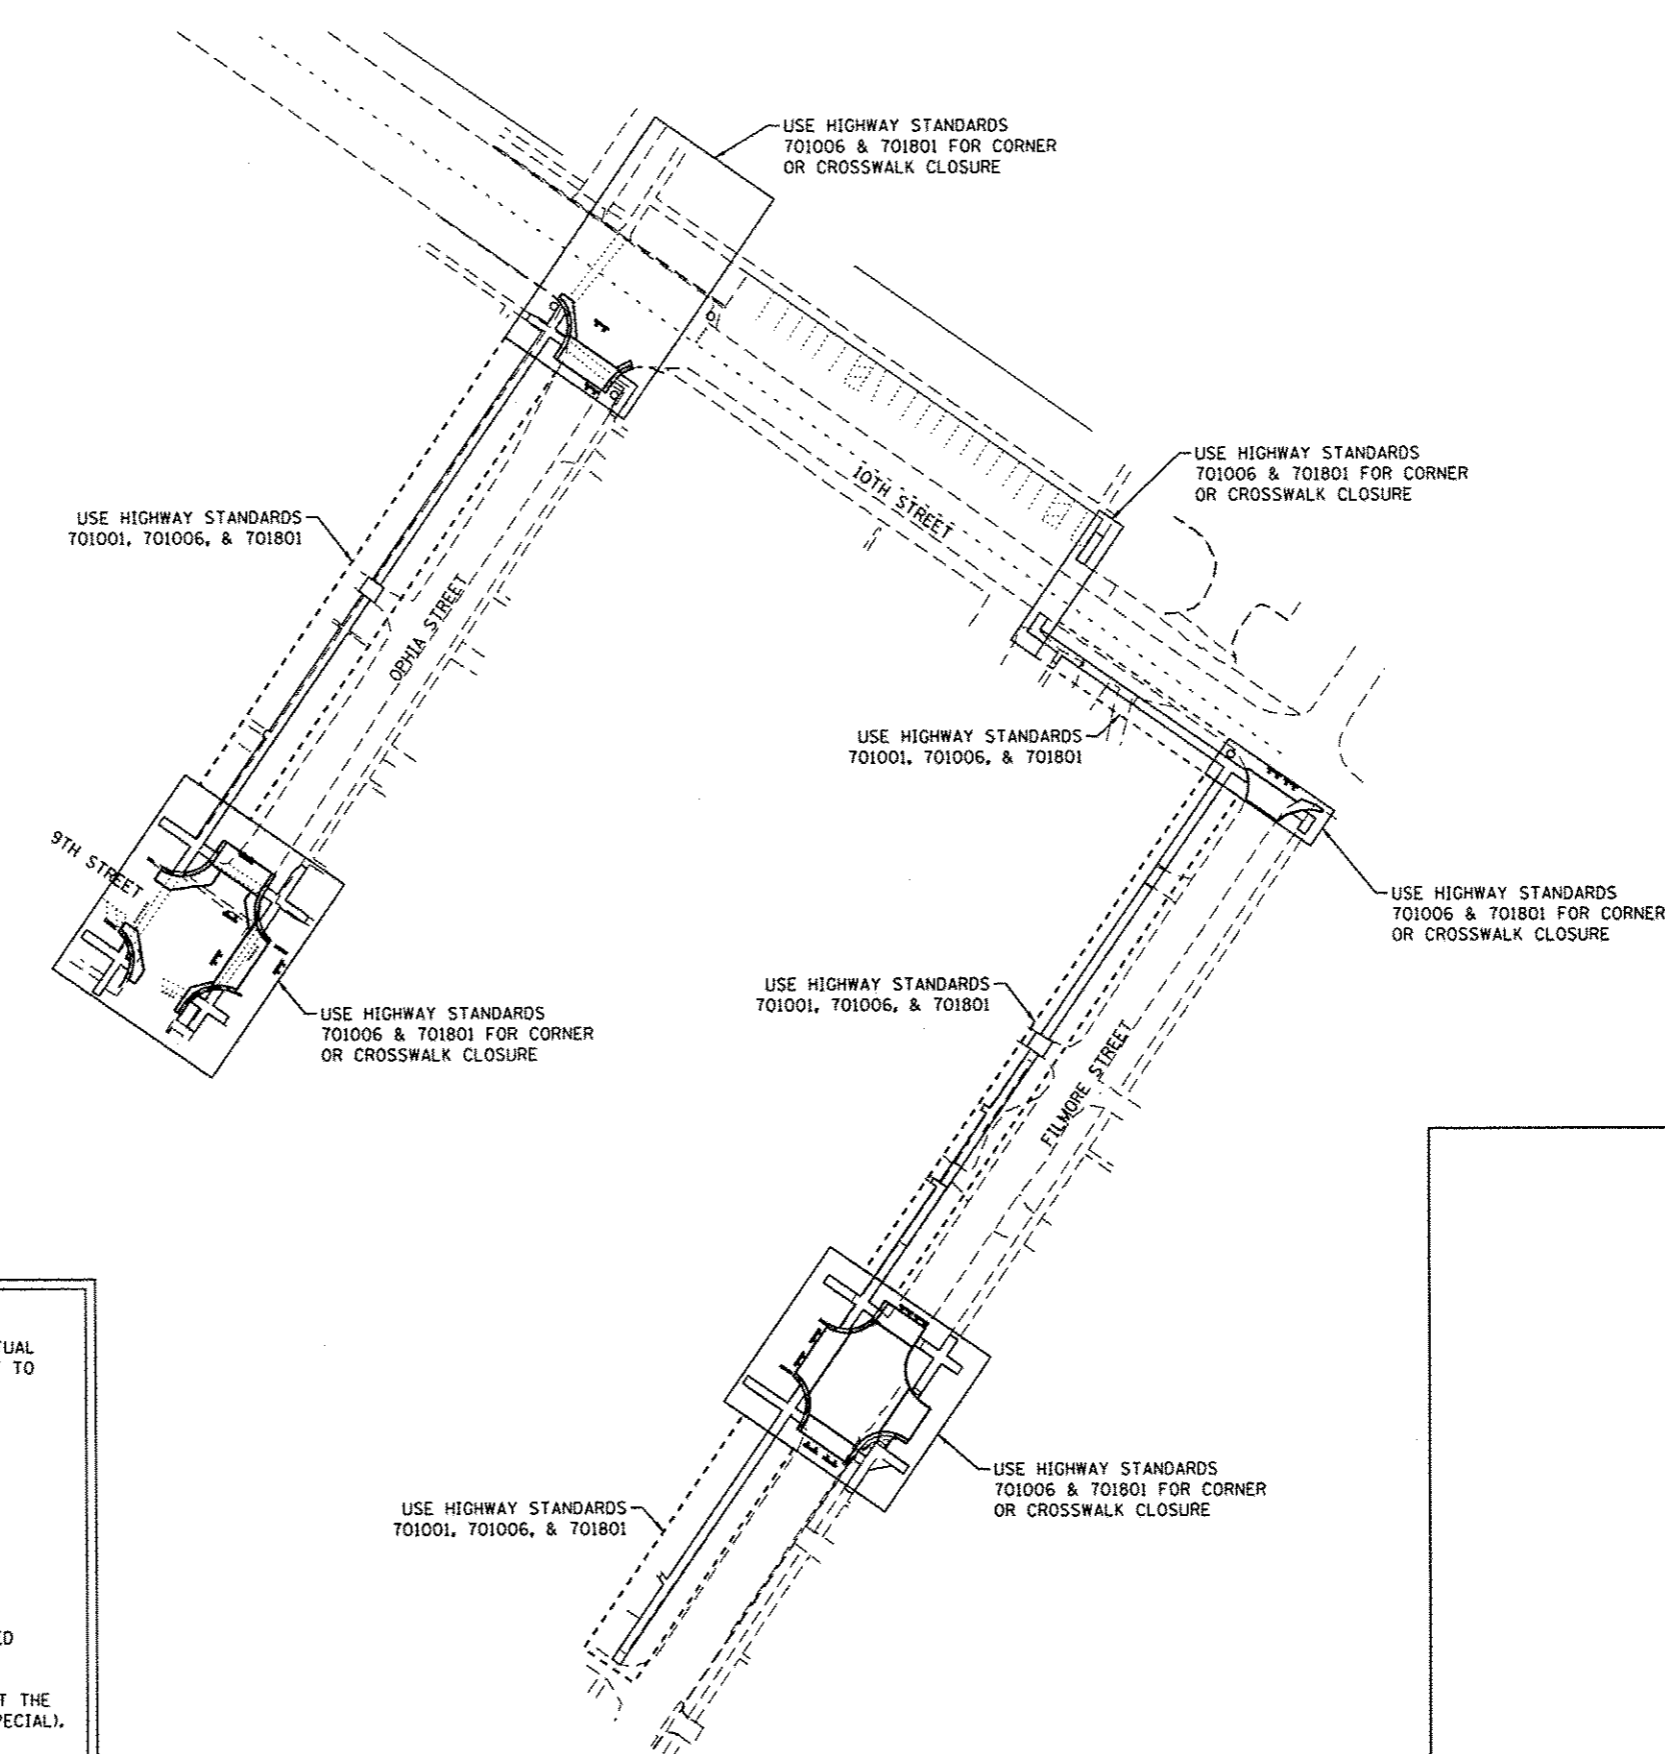 USE HIGHWAY STANDARDS
701006 & 701801 FOR CORNER
OR CROSSWALK CLOSURE
USE HIGHWAY STANDARDS
701006 & 701801 FOR CORNER
OR CROSSWALK CLOSURE
10TH STREET
USE HIGHWAY STANDARDS
701001, 701006, & 701801
OPHIA STREET
USE HIGHWAY STANDARDS
701001, 701006, & 701801
9TH STREET
USE HIGHWAY STANDARDS
701006 & 701801 FOR CORNER
OR CROSSWALK CLOSURE
USE HIGHWAY STANDARDS
701001, 701006, & 701801
USE HIGHWAY STANDARDS
701006 & 701801 FOR CORNER
OR CROSSWALK CLOSURE
FILMORE STREET
TUAL
TO
USE HIGHWAY STANDARDS
701006 & 701801 FOR CORNER
OR CROSSWALK CLOSURE
USE HIGHWAY STANDARDS
701001, 701006, & 701801
ED
T THE
PECIAL).